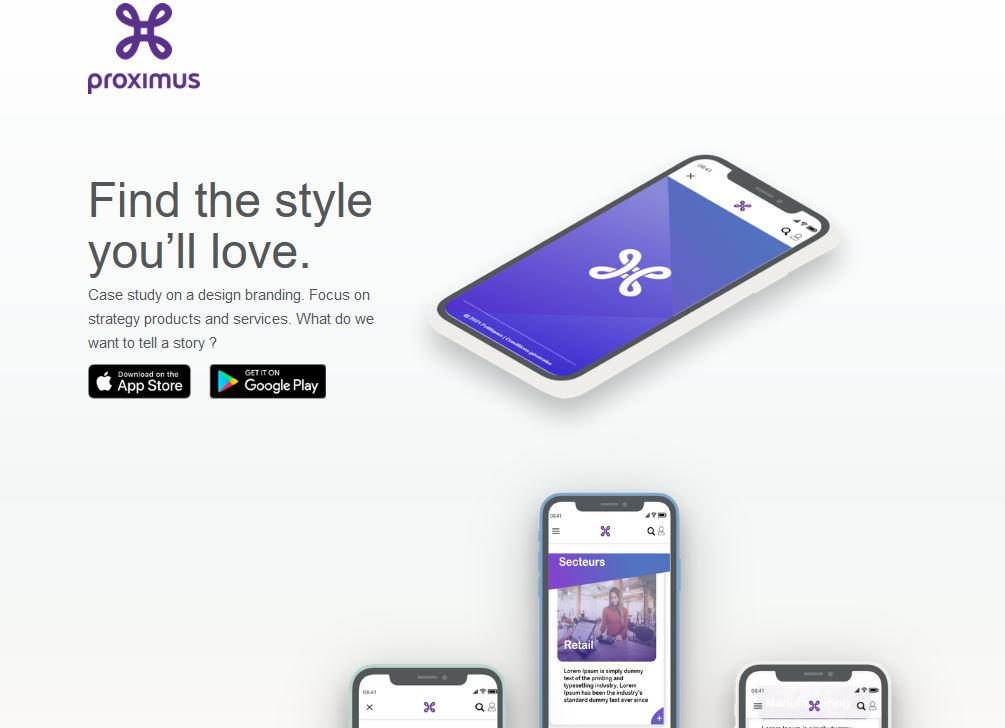 proximus
Find the style
you’ll love.
Case study on a design branding. Focus on
strategy products and services. What do we
want to tell a story ?
Download on the
App Store
GET IT ON
Google Play
08:41
@ 2021 Politiques | Conditions générales
08:41
Secteurs
Retail
Lorem Ipsum is simply dummy
text of the printing and
typesetting industry. Lorem
Ipsum has been the industry's
standard dummy text ever since
08:41
08:41
Manufacturing